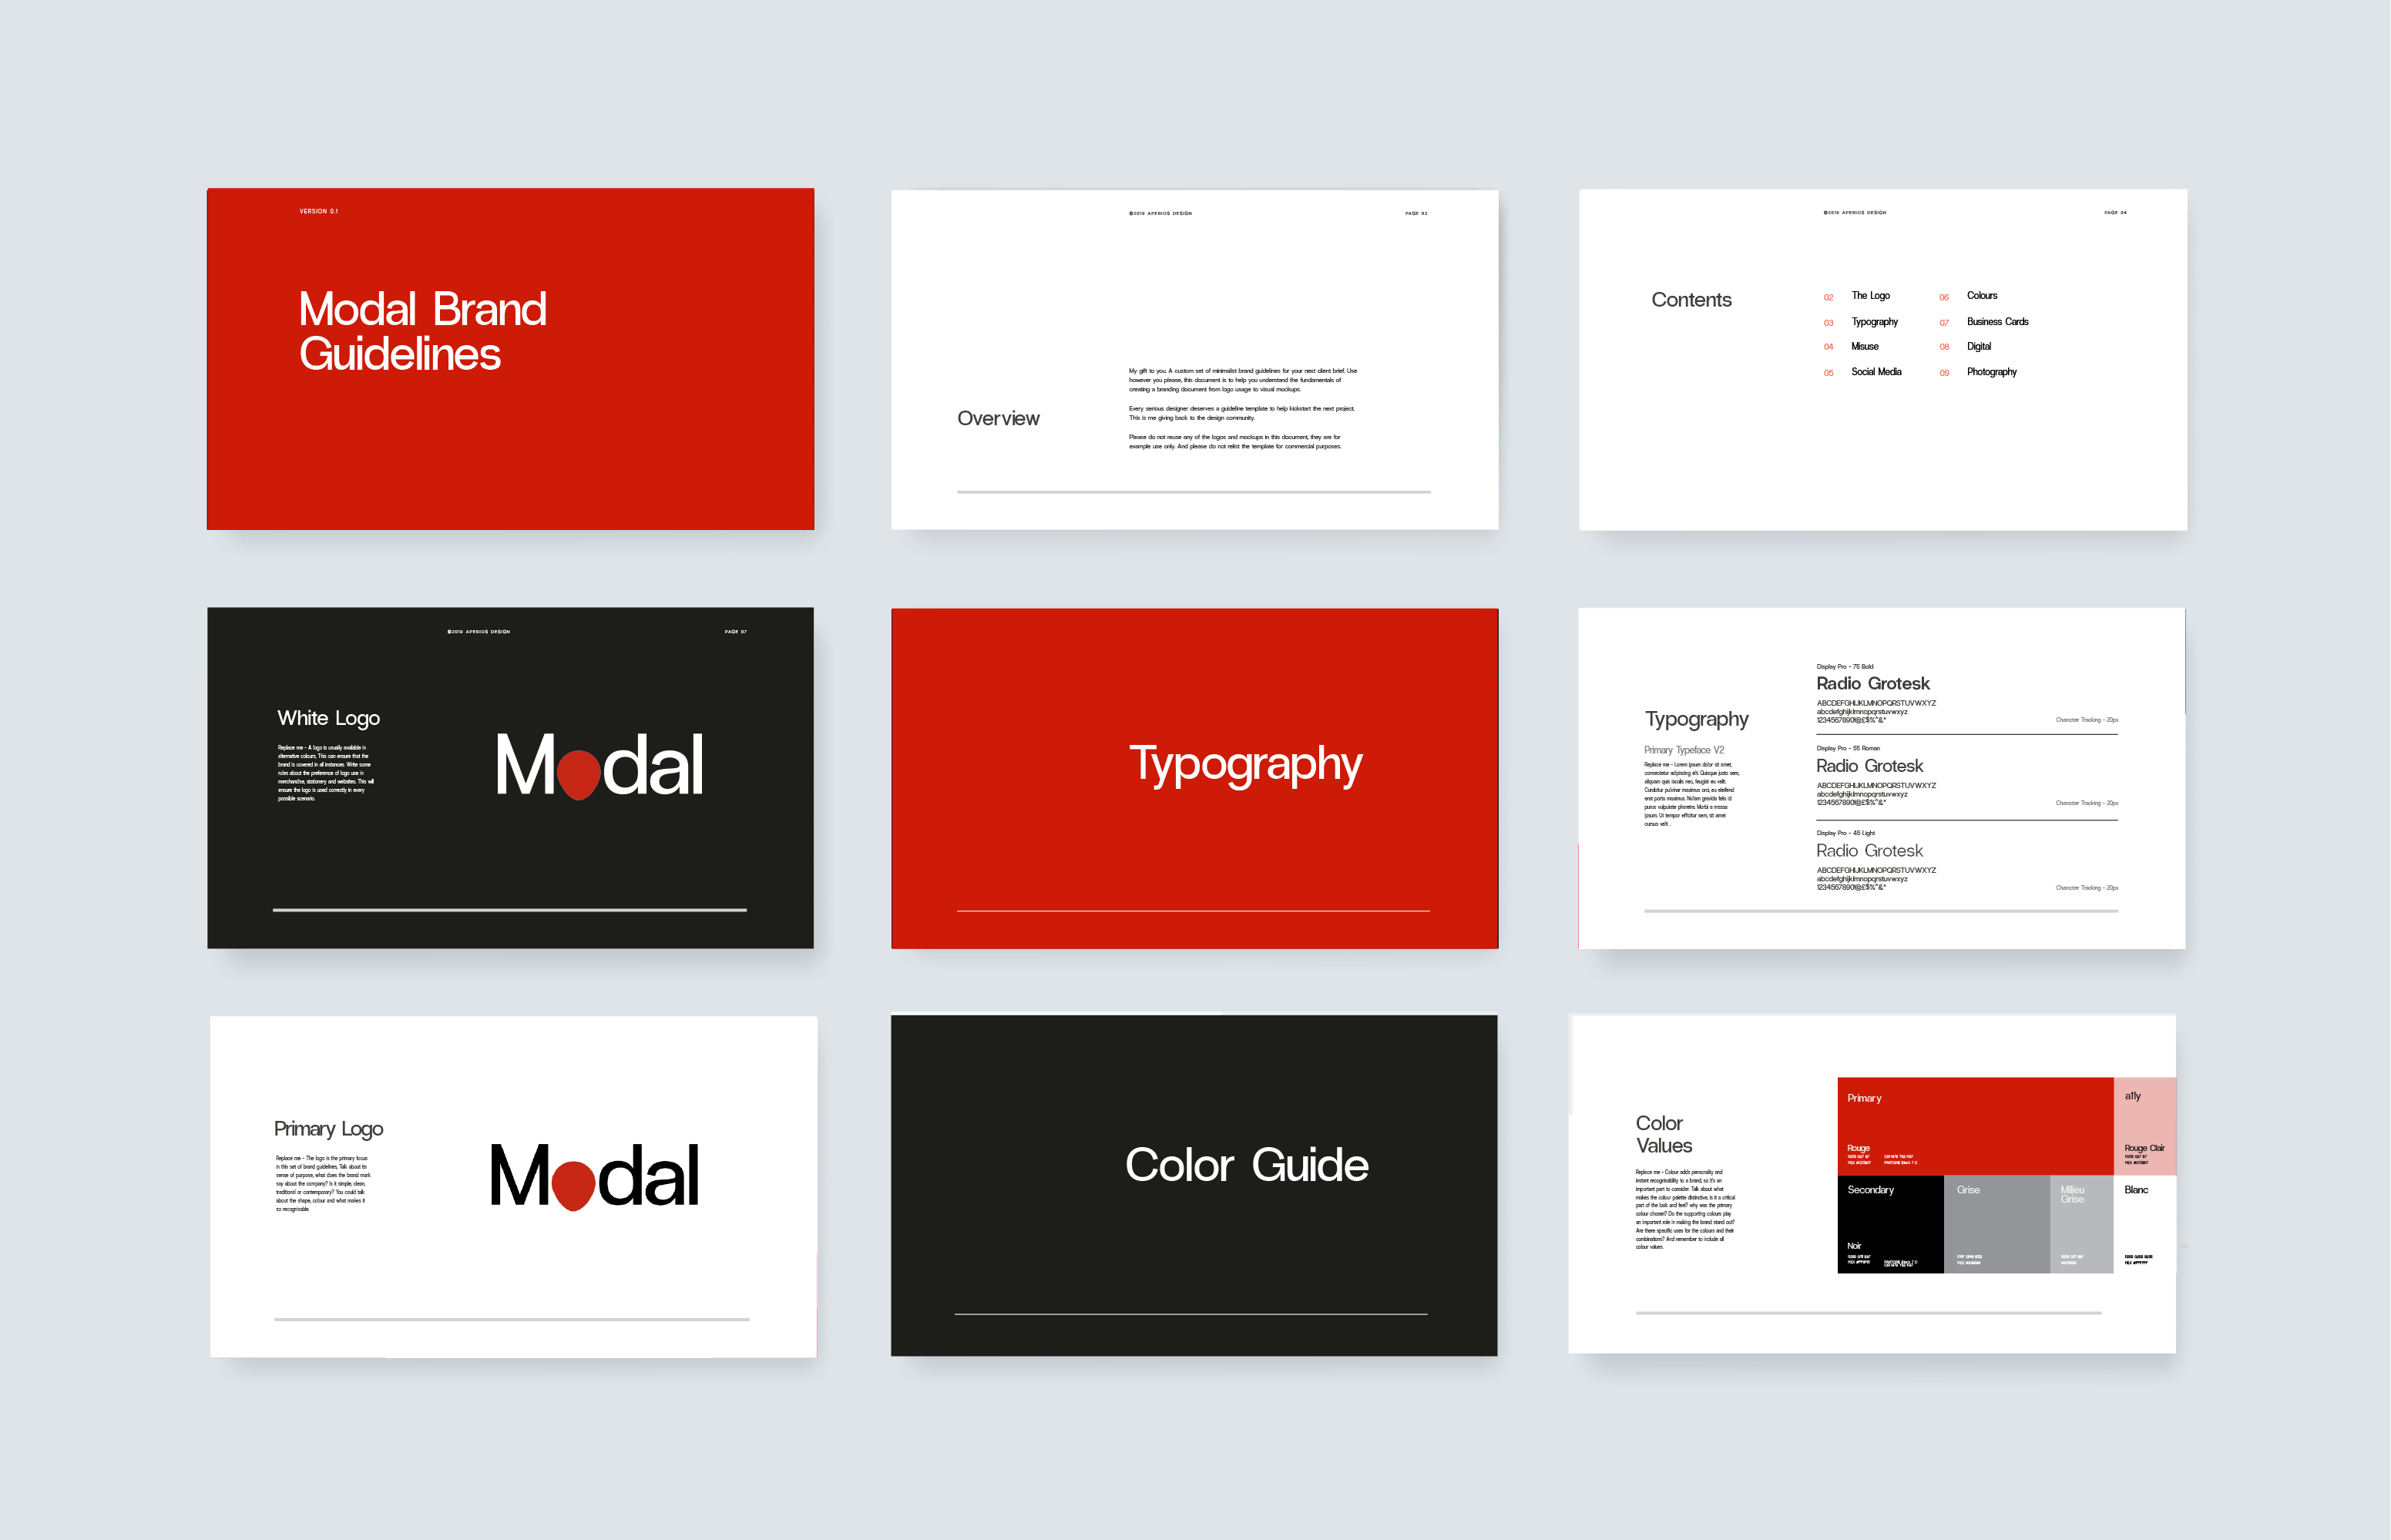 VERSION 0.1
Modal Brand
Guidelines
©2019 APERIOS DESIGN
PAGE 02
Overview
My gift to you. A custom set of minimalist brand guidelines for your next client brief. Use
however you please, this document is to help you understand the fundamentals of
creating a branding document from logo usage to visual mockups.
Every serious designer deserves a guideline template to help kickstart the next project.
This is me giving back to the design community.
Please do not reuse any of the logos and mockups in this document, they are for
example use only. And please do not relist the template for commercial purposes.
©2019 APERIOS DESIGN
PAGE 04
Contents
02 The Logo
03 Typography
04 Misuse
05 Social Media
06 Colours
07 Business Cards
08 Digital
09 Photography
©2019 APERIOS DESIGN
PAGE 07
White Logo
Replace me - A logo is usually available in
alternative colours, This can ensure that the
brand is covered in all instances. Write some
rules about the preference of logo use in
merchandise, stationery and websites. This will
ensure the logo is used correctly in every
possible scenario.
Modal
Typography
Typography
Primary Typeface V2
Replace me - Lorem ipsum dolor sit amet,
consectetur adipiscing elit. Quisque justo sem,
aliquam quis iaculis nec, feugiat eu velit.
Curabitur pulvinar maximus orci, eu eleifend
erat porta maximus. Nullam gravida felis id
purus vulputate pharetra. Morbi a massa
ipsum. Ut tempor efficitur sem, sit amet
cursus velit .
Display Pro - 75 Bold
Radio Grotesk
ABCDEFGHIJKLMNOPQRSTUVWXYZ
abcdefghijklmnopqrstuvwxyz
1234567890!@£$%^&*
Character Tracking - 20px
Display Pro - 55 Roman
Radio Grotesk
ABCDEFGHIJKLMNOPQRSTUVWXYZ
abcdefghijklmnopqrstuvwxyz
1234567890!@£$%^&*
Character Tracking - 20px
Display Pro - 45 Light
Radio Grotesk
ABCDEFGHIJKLMNOPQRSTUVWXYZ
abcdefghijklmnopqrstuvwxyz
1234567890!@£$%^&*
Character Tracking - 20px
Primary Logo
Replace me - The logo is the primary focus
in this set of brand guidelines, Talk about its
sense of purpose, what does the brand mark
say about the company? Is it simple, clean,
traditional or contemporary? You could talk
about the shape, colour and what makes it
so recognisable.
Modal
Color Guide
Color
Values
Replace me - Colour adds personality and
instant recognisability to a brand, so it's an
important part to consider. Talk about what
makes the colour palette distinctive, is it a critical
part of the look and feel? why was the primary
colour chosen? Do the supporting colours play
an important role in making the brand stand out?
Are there specific uses for the colours and their
combinations? And remember to include all
colour values.
Primary
Rouge
a11y
Rouge Clair
Secondary
Noir
Grise
Milieu
Grise
Blanc